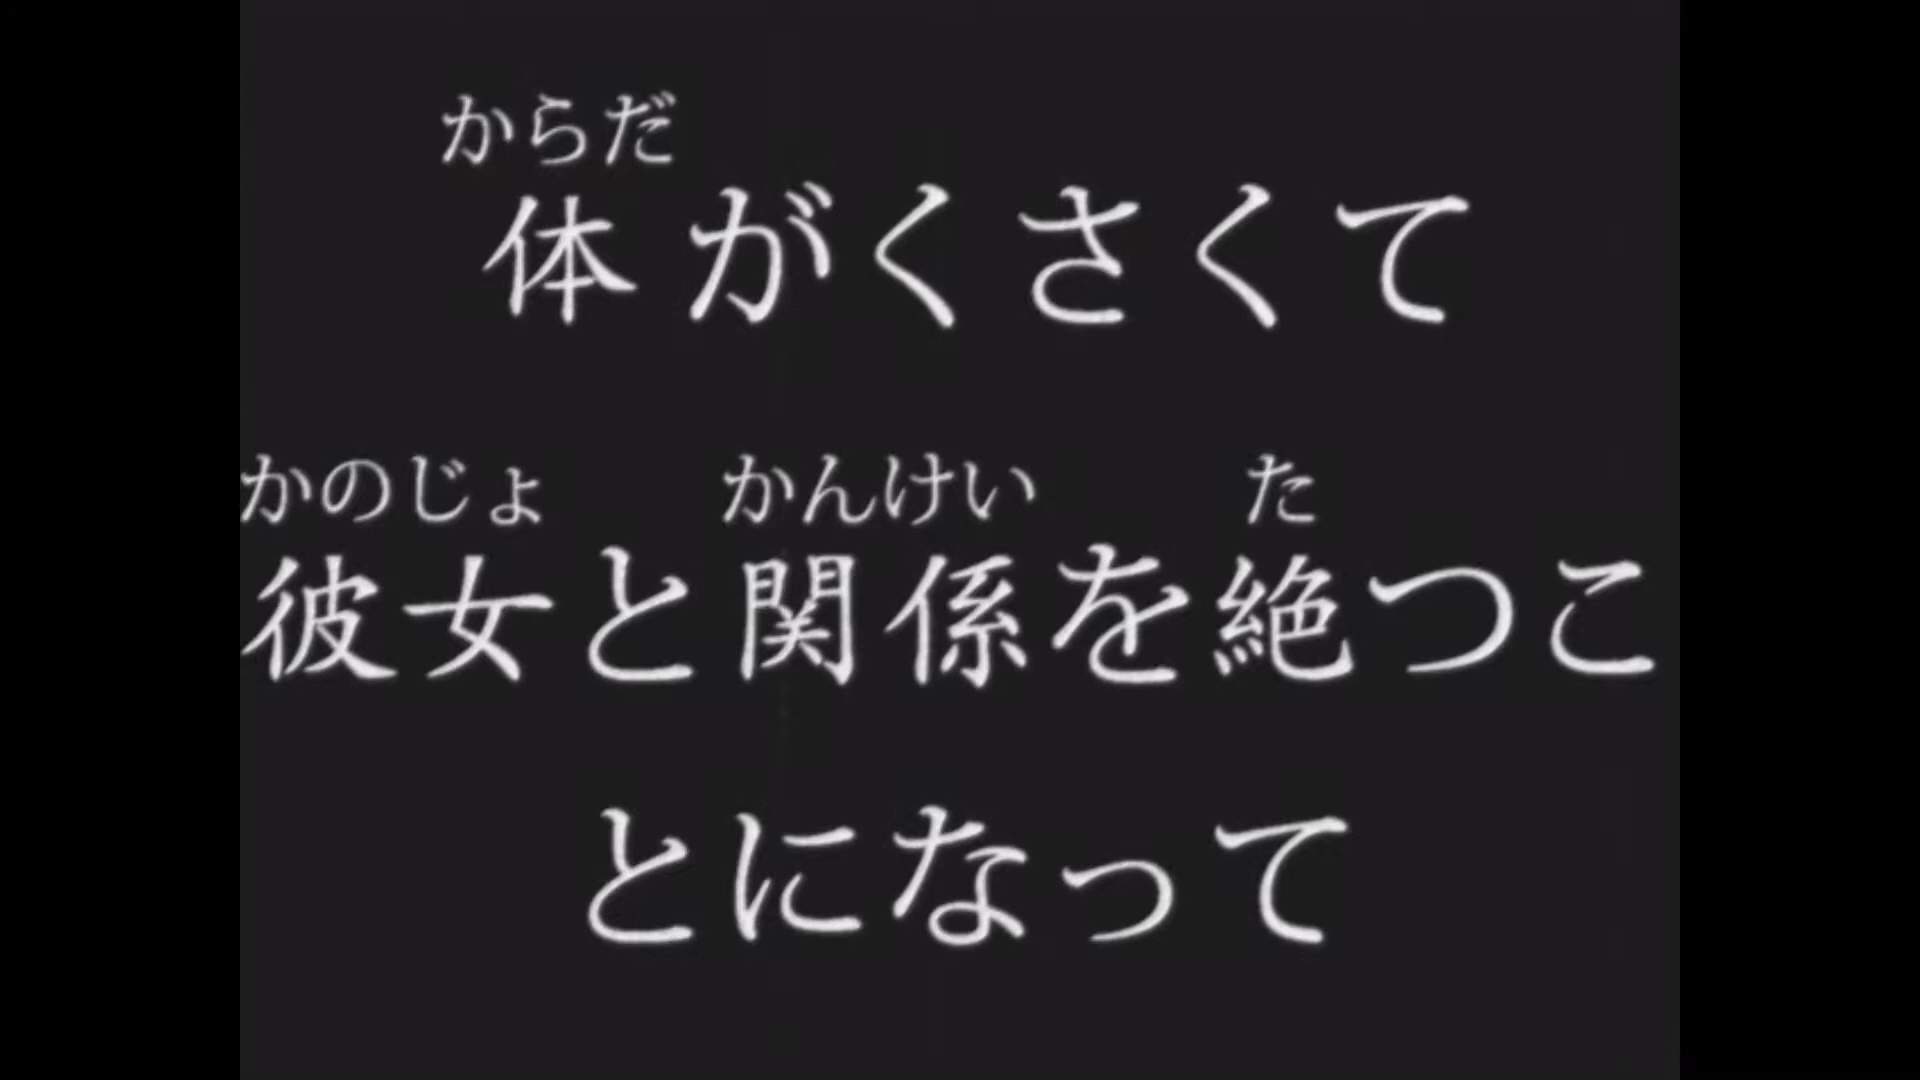 からだ
体がくさくて
かのじょ かんけい た
彼女と関係を絶つこ
とになって